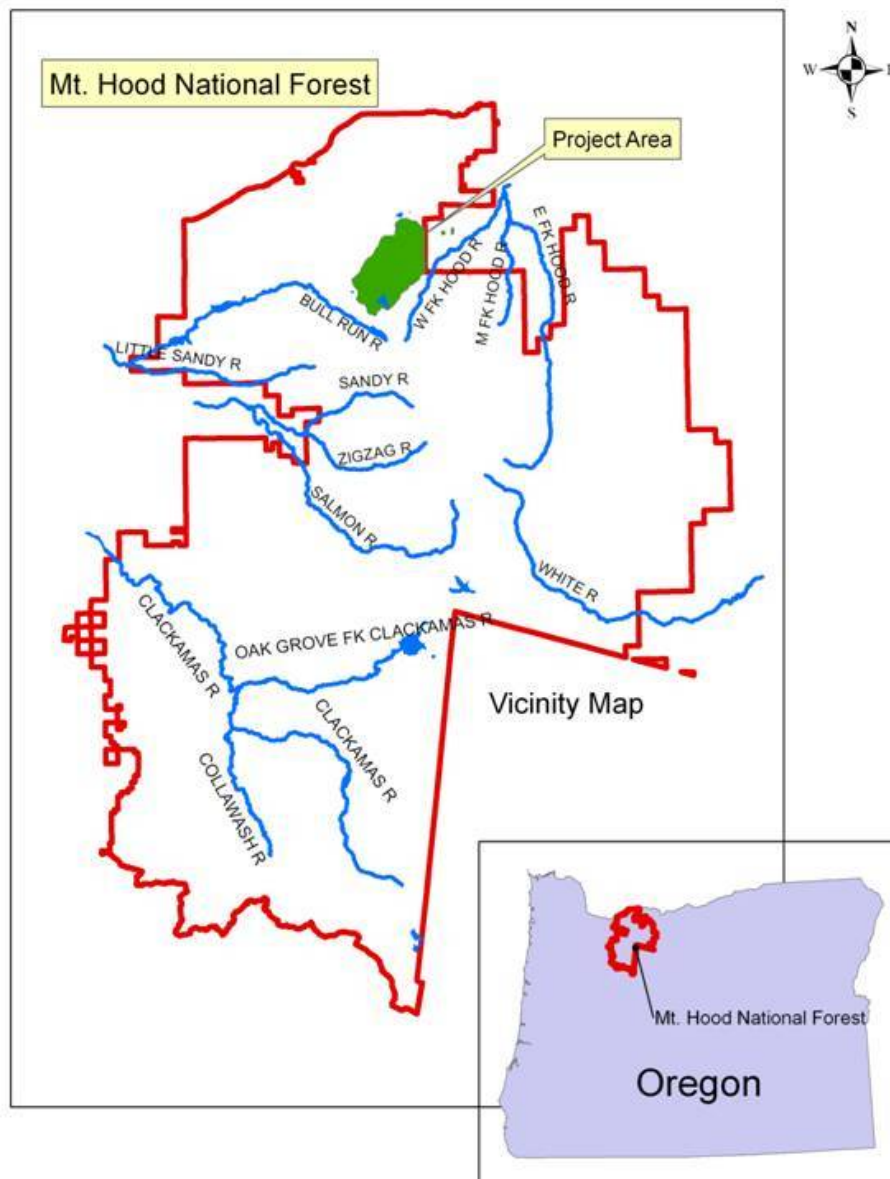 N
W
E
S
Mt. Hood National Forest
Project Area
E FK HOOD R
W FK HOOD R
M FK HOOD R
BULL RUN R
LITTLE SANDY R
SANDY R
ZIGZAG R
SALMON R
WHITE R
CLACKAMAS R
OAK GROVE FK CLACKAMAS R
Vicinity Map
CLACKAMAS R
COLLAWASH R
Mt. Hood National Forest
Oregon